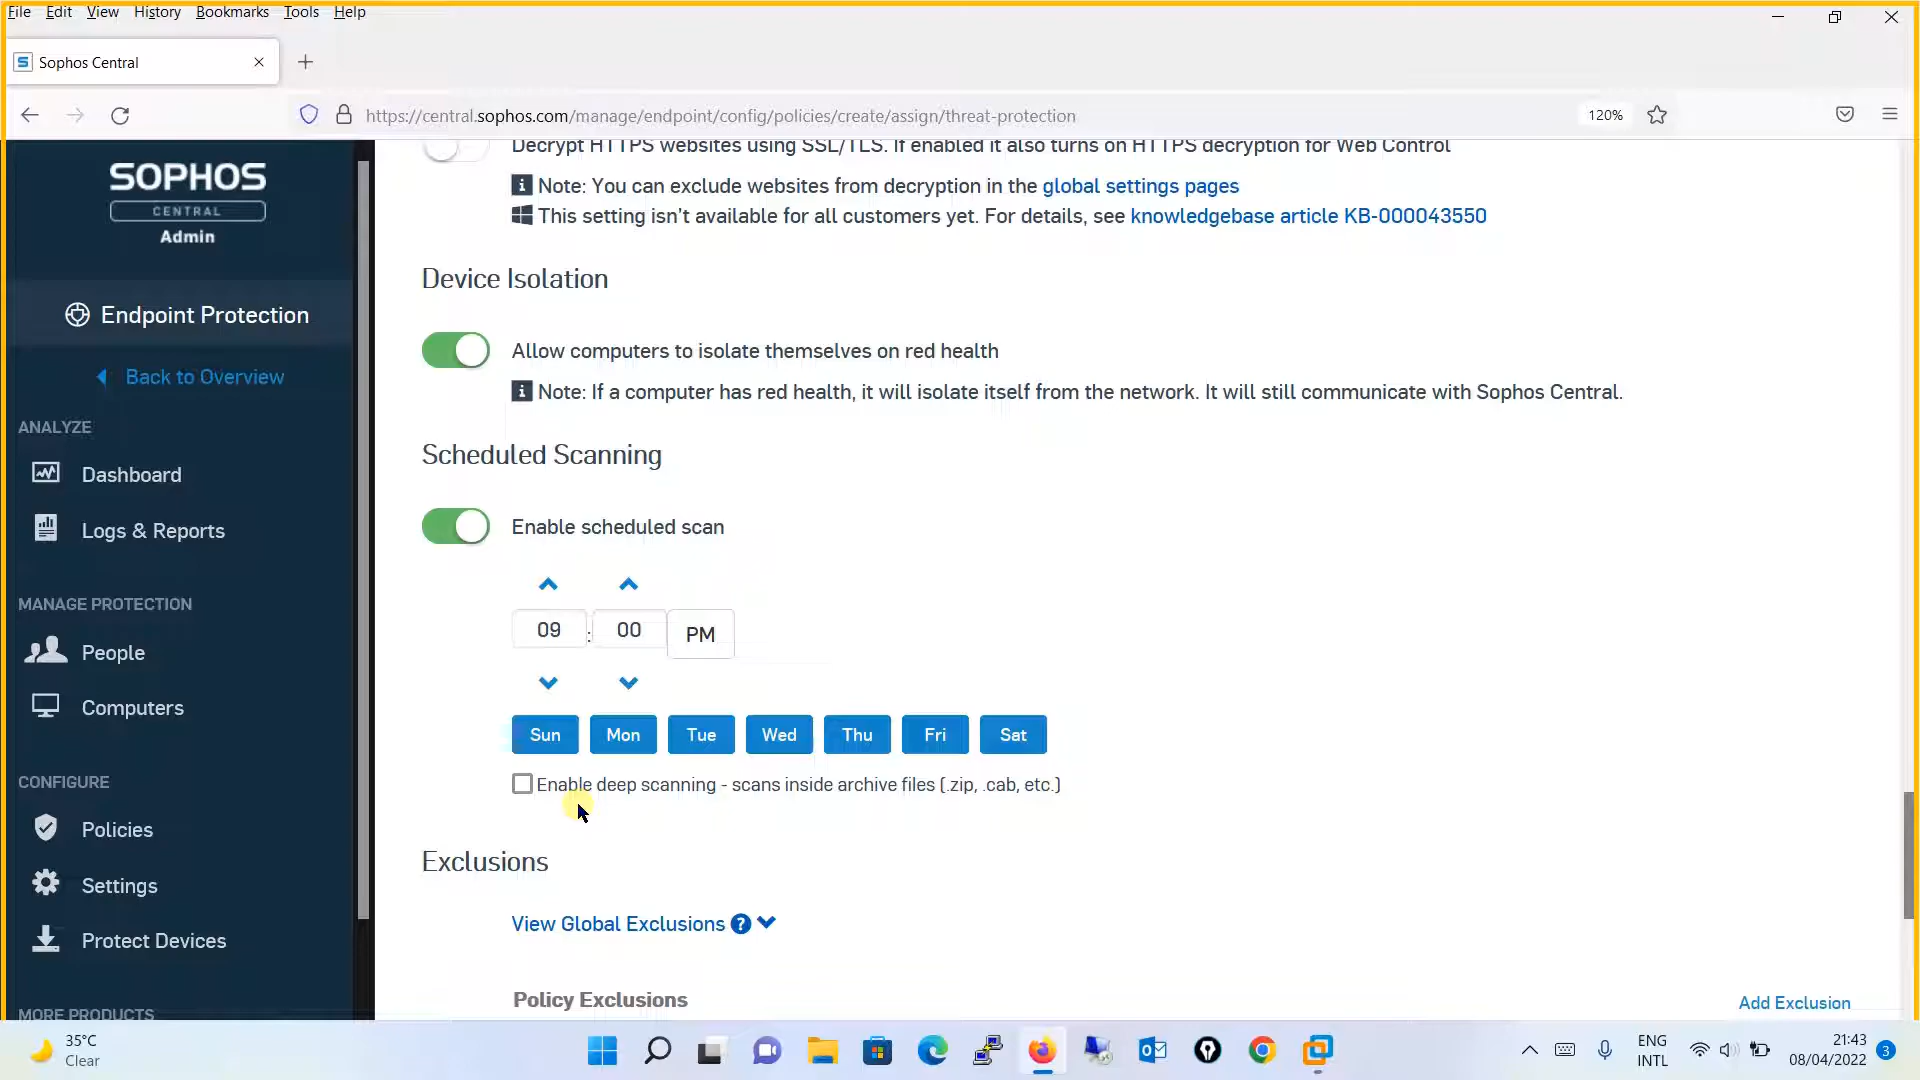 File Edit View History Bookmarks Tools Help
Sophos Central
https://central.sophos.com/manage/endpoint/config/policies/create/assign/threat-protection
120%
SOPHOS
CENTRAL
Admin
Endpoint Protection
Back to Overview
ANALYZE
Dashboard
Logs & Reports
MANAGE PROTECTION
People
Computers
CONFIGURE
Policies
Settings
Protect Devices
MORE PRODUCTS
Decrypt HTTPS websites using SSL/TLS. If enabled it also turns on HTTPS decryption for Web Control
Note: You can exclude websites from decryption in the global settings pages
This setting isn't available for all customers yet. For details, see knowledgebase article KB-000043550
Device Isolation
Allow computers to isolate themselves on red health
Note: If a computer has red health, it will isolate itself from the network. It will still communicate with Sophos Central.
Scheduled Scanning
Enable scheduled scan
09 : 00 PM
Sun Mon Tue Wed Thu Fri Sat
Enable deep scanning - scans inside archive files (.zip, .cab, etc.)
Exclusions
View Global Exclusions ?
Policy Exclusions
Add Exclusion
35°C
Clear
ENG
INTL
21:43
08/04/2022
3